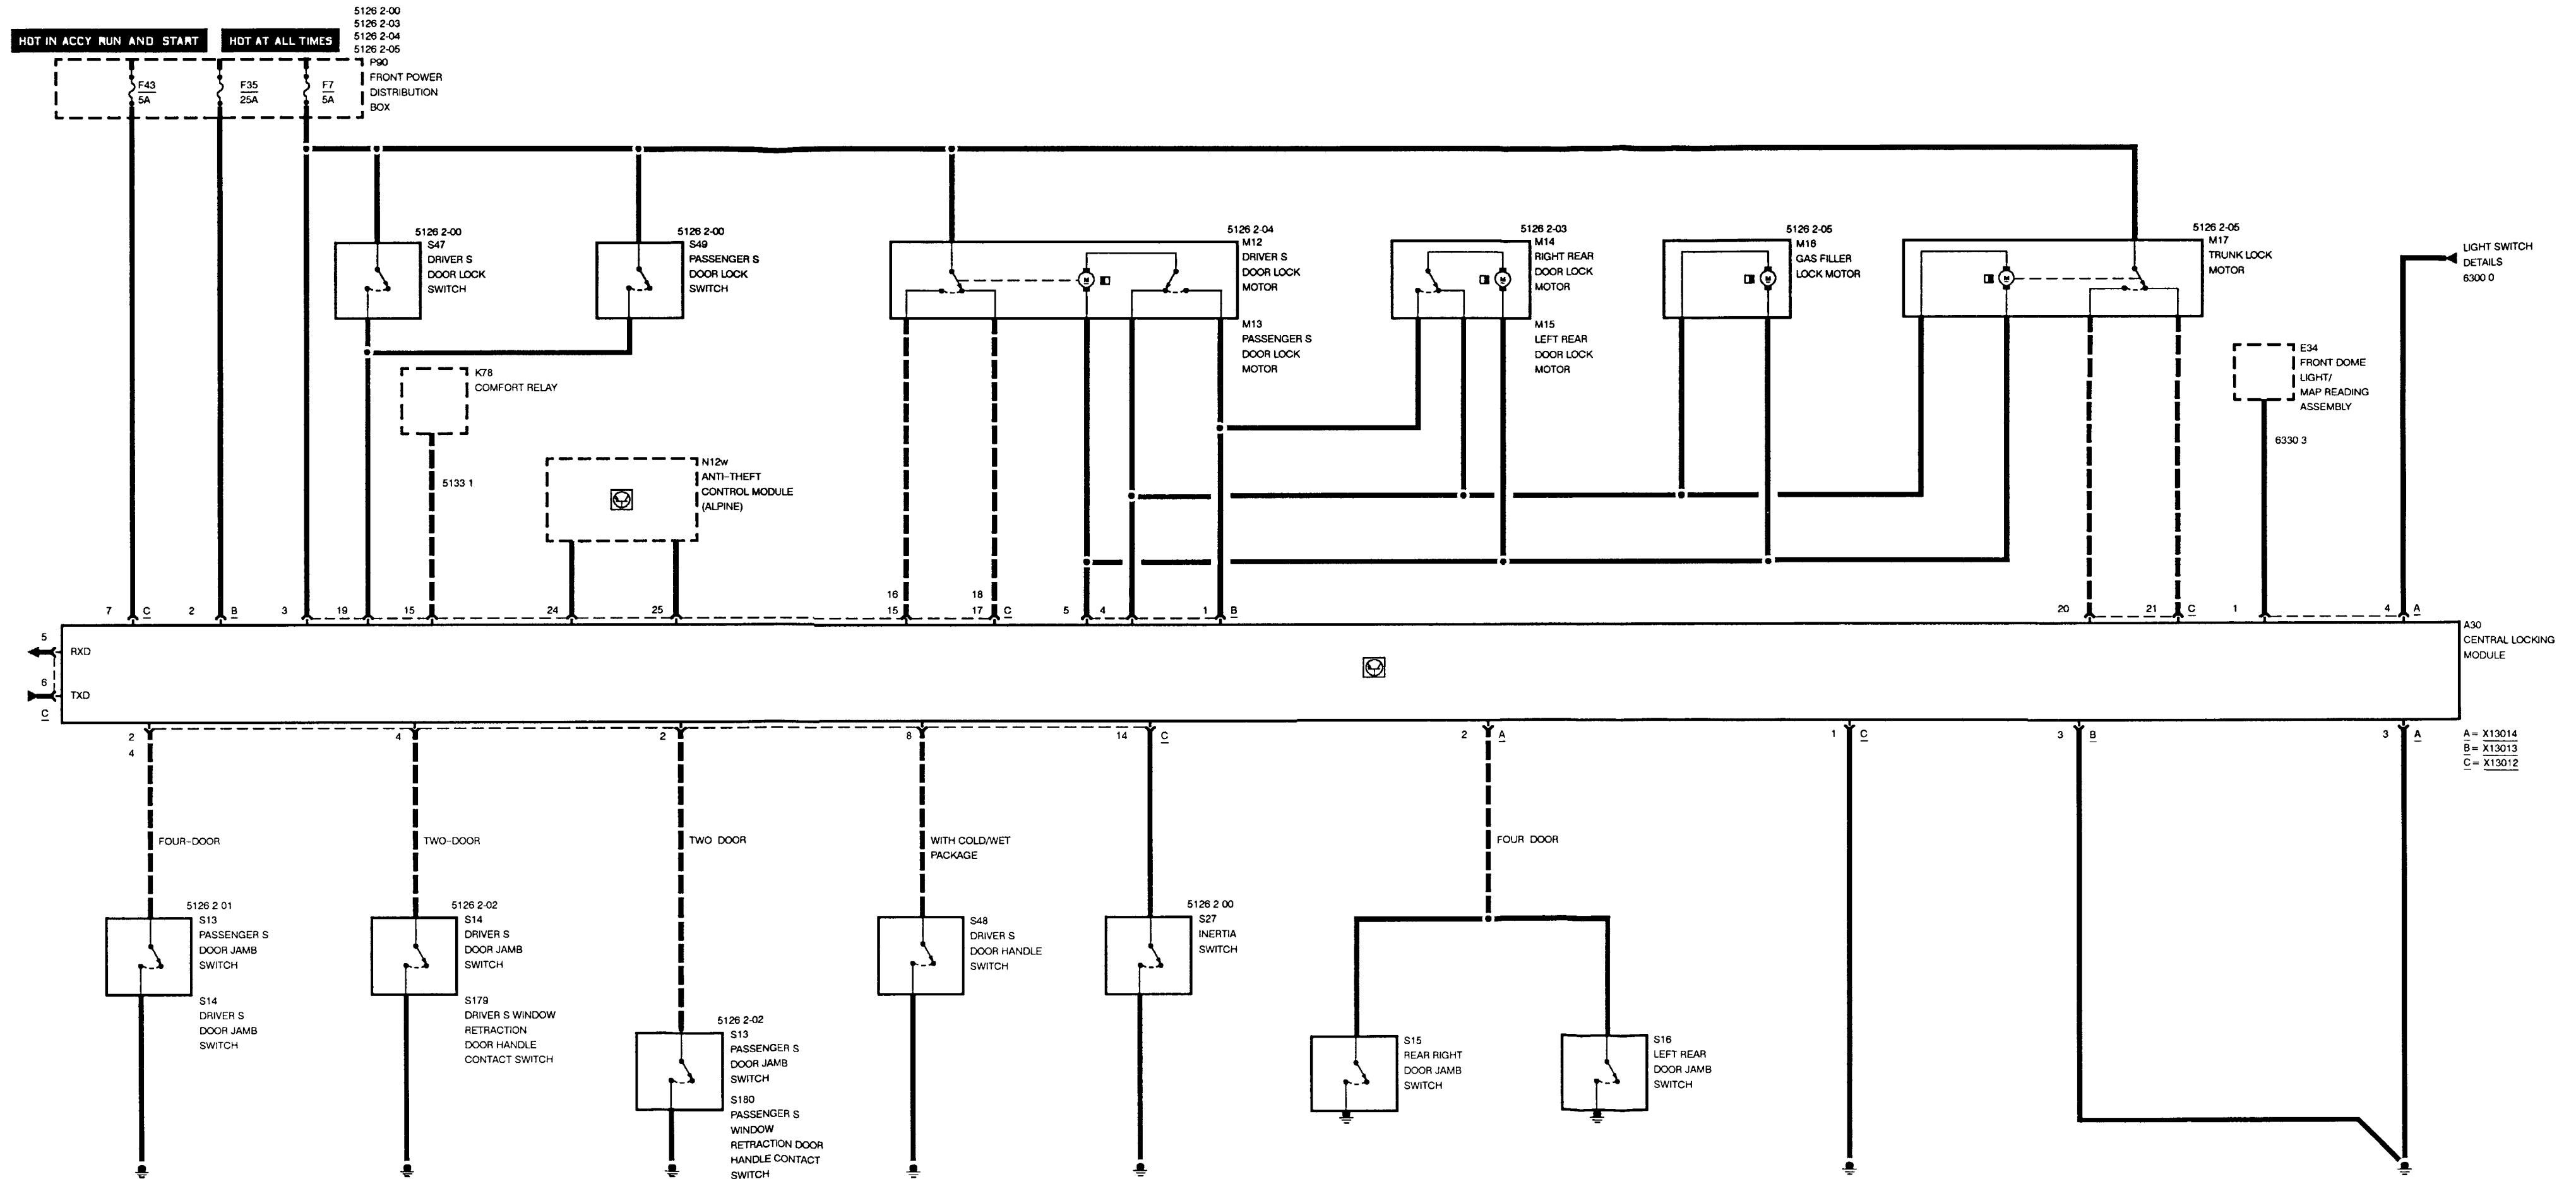 5126 2-00
5126 2-03
5126 2-04
5126 2-05
HOT IN ACCY RUN AND START
HOT AT ALL TIMES
P90
FRONT POWER
DISTRIBUTION
BOX
F43
5A
F35
25A
F7
5A
5126 2-00
S47
DRIVER S
DOOR LOCK
SWITCH
5126 2-00
S49
PASSENGER S
DOOR LOCK
SWITCH
5126 2-04
M12
DRIVER S
DOOR LOCK
MOTOR
M13
PASSENGER S
DOOR LOCK
MOTOR
M
5126 2-03
M14
RIGHT REAR
DOOR LOCK
MOTOR
M15
LEFT REAR
DOOR LOCK
MOTOR
M
5126 2-05
M16
GAS FILLER
LOCK MOTOR
M
5126 2-05
M17
TRUNK LOCK
MOTOR
M
LIGHT SWITCH
DETAILS
6300 0
E34
FRONT DOME
LIGHT/
MAP READING
ASSEMBLY
6330 3
K78
COMFORT RELAY
5133 1
N12w
ANTI-THEFT
CONTROL MODULE
(ALPINE)
7 C
2 B
3
19
15
24
25
16
15
18
17 C
5
4
1 B
20
21 C
1
4 A
5
RXD
6
TXD
C
A30
CENTRAL LOCKING
MODULE
2
4
4
2
8
14 C
2 A
1 C
3 B
3 A
A = X13014
B = X13013
C = X13012
FOUR-DOOR
TWO-DOOR
TWO DOOR
WITH COLD/WET
PACKAGE
FOUR DOOR
5126 2 01
S13
PASSENGER S
DOOR JAMB
SWITCH
S14
DRIVER S
DOOR JAMB
SWITCH
5126 2-02
S14
DRIVER S
DOOR JAMB
SWITCH
S179
DRIVER S WINDOW
RETRACTION
DOOR HANDLE
CONTACT SWITCH
5126 2-02
S13
PASSENGER S
DOOR JAMB
SWITCH
S180
PASSENGER S
WINDOW
RETRACTION DOOR
HANDLE CONTACT
SWITCH
S48
DRIVER S
DOOR HANDLE
SWITCH
5126 2 00
S27
INERTIA
SWITCH
S15
REAR RIGHT
DOOR JAMB
SWITCH
S16
LEFT REAR
DOOR JAMB
SWITCH